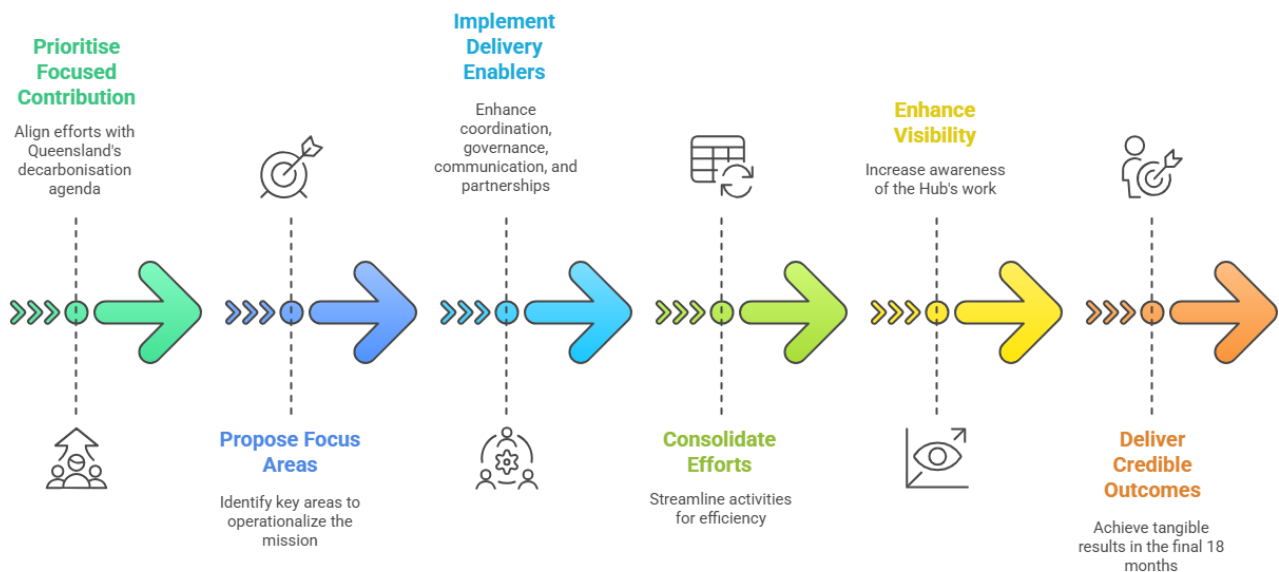 Prioritise
Focused
Contribution
Align efforts with
Queensland's
decarbonisation
agenda
Propose Focus
Areas
Identify key areas to
operationalize the
mission
Implement
Delivery
Enablers
Enhance
coordination,
governance,
communication, and
partnerships
Consolidate
Efforts
Streamline activities
for efficiency
Enhance
Visibility
Increase awareness
of the Hub's work
Deliver
Credible
Outcomes
Achieve tangible
results in the final 18
months